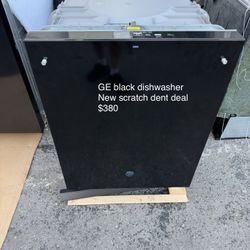 GE black dishwasher
New scratch dent deal
$380